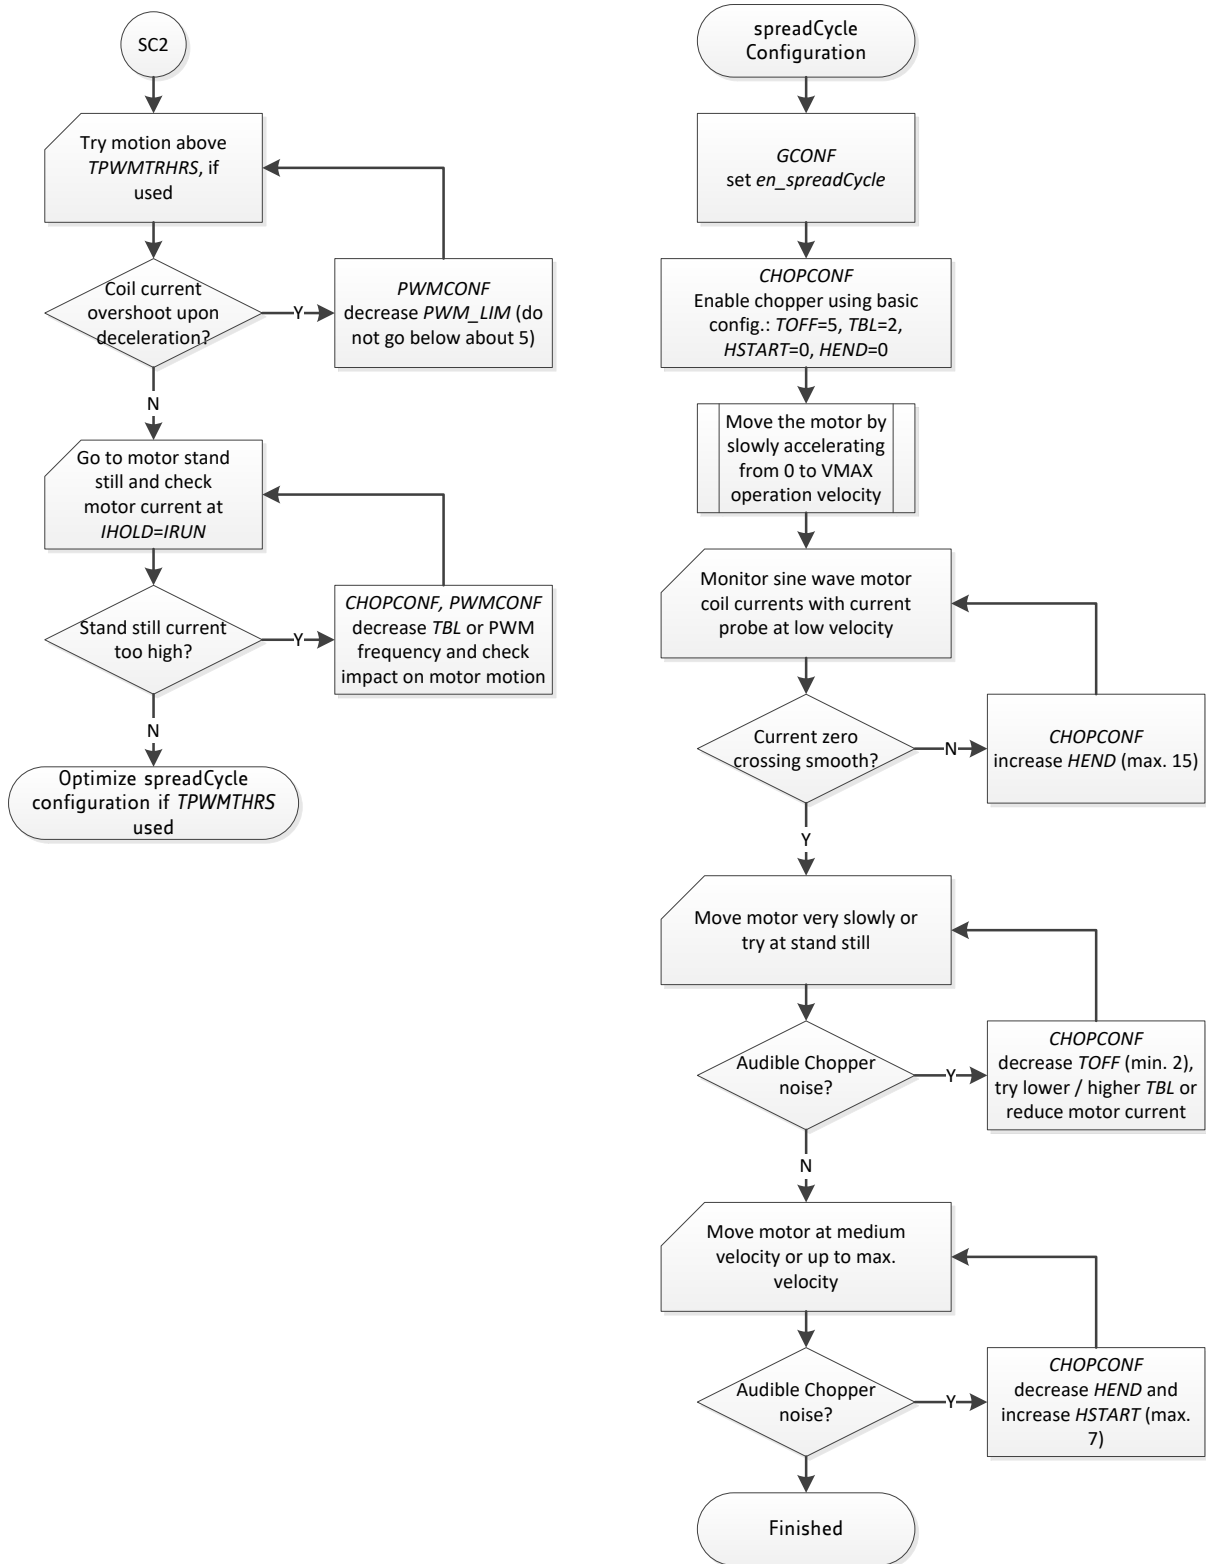 SC2
Try motion above
TPWMTRHRS, if
used
Coil current
overshoot upon
deceleration?
Y
PWMCONF
decrease PWM_LIM (do
not go below about 5)
N
Go to motor stand
still and check
motor current at
IHOLD=IRUN
Stand still current
too high?
Y
CHOPCONF, PWMCONF
decrease TBL or PWM
frequency and check
impact on motor motion
N
Optimize spreadCycle
configuration if TPWMTHRS
used
spreadCycle
Configuration
GCONF
set en_spreadCycle
CHOPCONF
Enable chopper using basic
config.: TOFF=5, TBL=2,
HSTART=0, HEND=0
Move the motor by
slowly accelerating
from 0 to VMAX
operation velocity
Monitor sine wave motor
coil currents with current
probe at low velocity
Current zero
crossing smooth?
N
CHOPCONF
increase HEND (max. 15)
Y
Move motor very slowly or
try at stand still
Audible Chopper
noise?
Y
CHOPCONF
decrease TOFF (min. 2),
try lower / higher TBL or
reduce motor current
N
Move motor at medium
velocity or up to max.
velocity
Audible Chopper
noise?
Y
CHOPCONF
decrease HEND and
increase HSTART (max.
7)
Finished